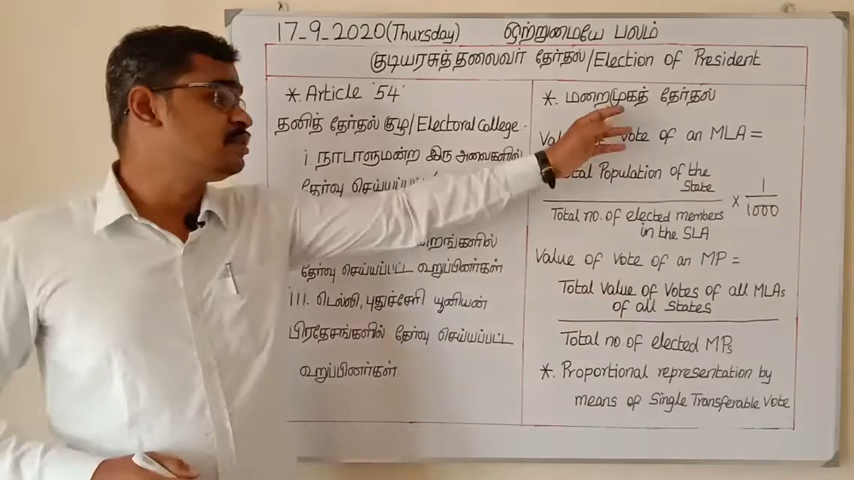 17-9-2020 (Thursday) ஒற்றுமையே பலம்
குடியரசுத்தலைவர் தேர்தல்/Election of President
*. Article 54
தனித் தேர்தல் குழு/Electoral College.
i. நாடாளுமன்ற இரு அவைகளில்
தேர்வு செய்யப்பட்ட
தேர்வு செய்யப்பட்ட உறுப்பினர்கள்
iii. டெல்லி, புதுச்சேரி யூனியன்
பிரதேசங்களில் தேர்வு செய்யப்பட்ட
உறுப்பினர்கள்
*. மறைமுகத் தேர்தல்
Vote of an MLA =
Total Population of the
State
× 1
1000
Total no. of elected members
in the SLA
Value of Vote of an MP =
Total Value of Votes of all MLAs
of all States
Total no of elected MPs
*. Proportional representation by
means of Single Transferable Vote